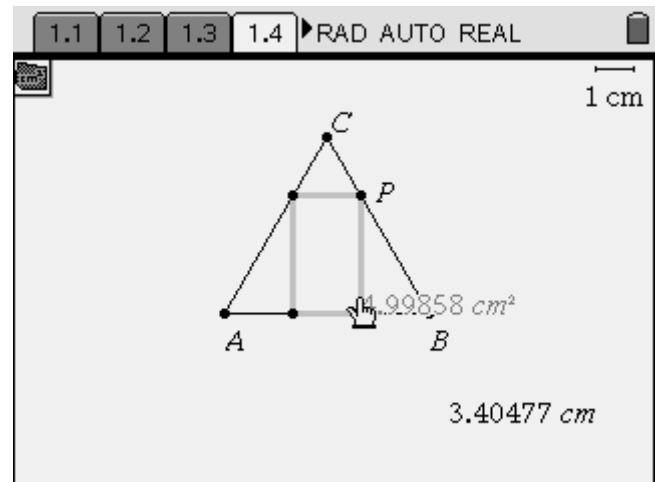 1.1 1.2 1.3 1.4 RAD AUTO REAL
cm²
1 cm
C
P
4.99858 cm²
A B
3.40477 cm